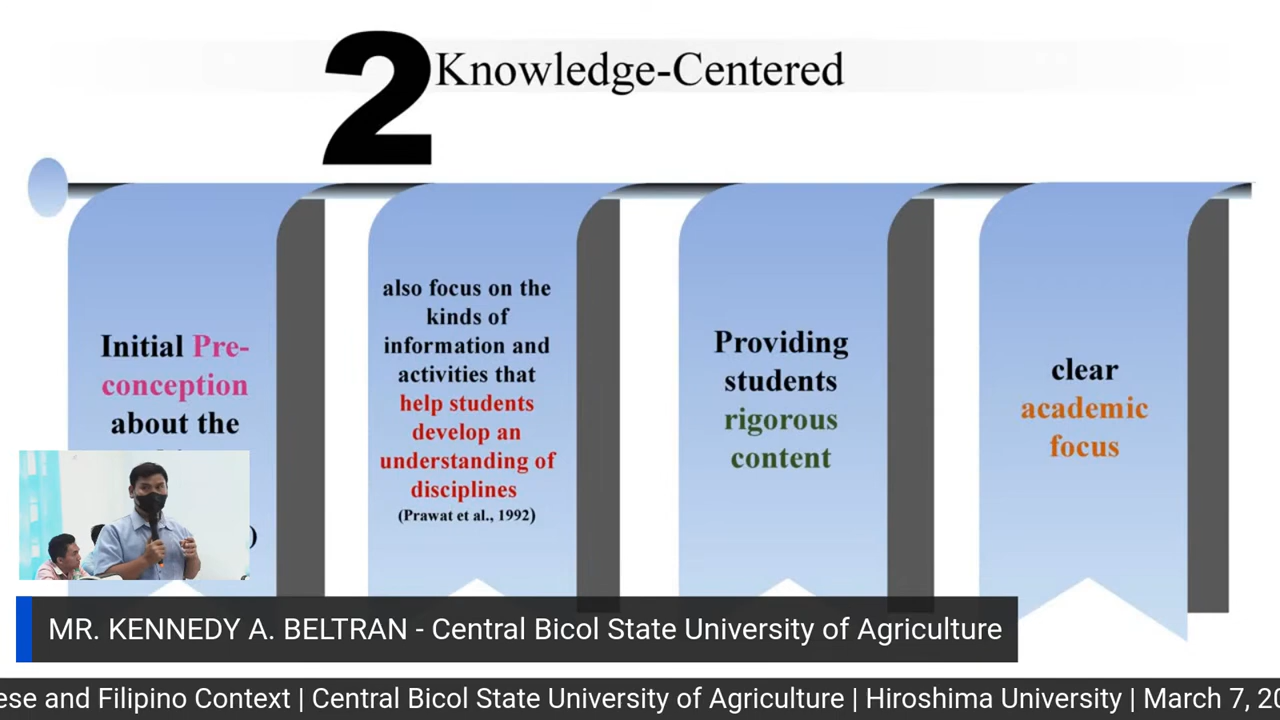 2 Knowledge-Centered
Initial Pre-
conception
about the
also focus on the
kinds of
information and
activities that
help students
develop an
understanding of
disciplines
(Prawat et al., 1992)
Providing
students
rigorous
content
clear
academic
focus
MR. KENNEDY A. BELTRAN - Central Bicol State University of Agriculture
ese and Filipino Context | Central Bicol State University of Agriculture | Hiroshima University | March 7, 20